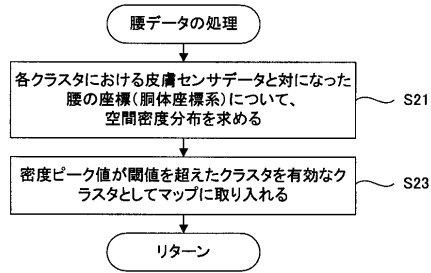 腰データの処理
各クラスタにおける皮膚センサデータと対になった
腰の座標(胴体座標系)について、
空間密度分布を求める
S21
密度ピーク値が閾値を超えたクラスタを有効なク
ラスタとしてマップに取り入れる
S23
リターン